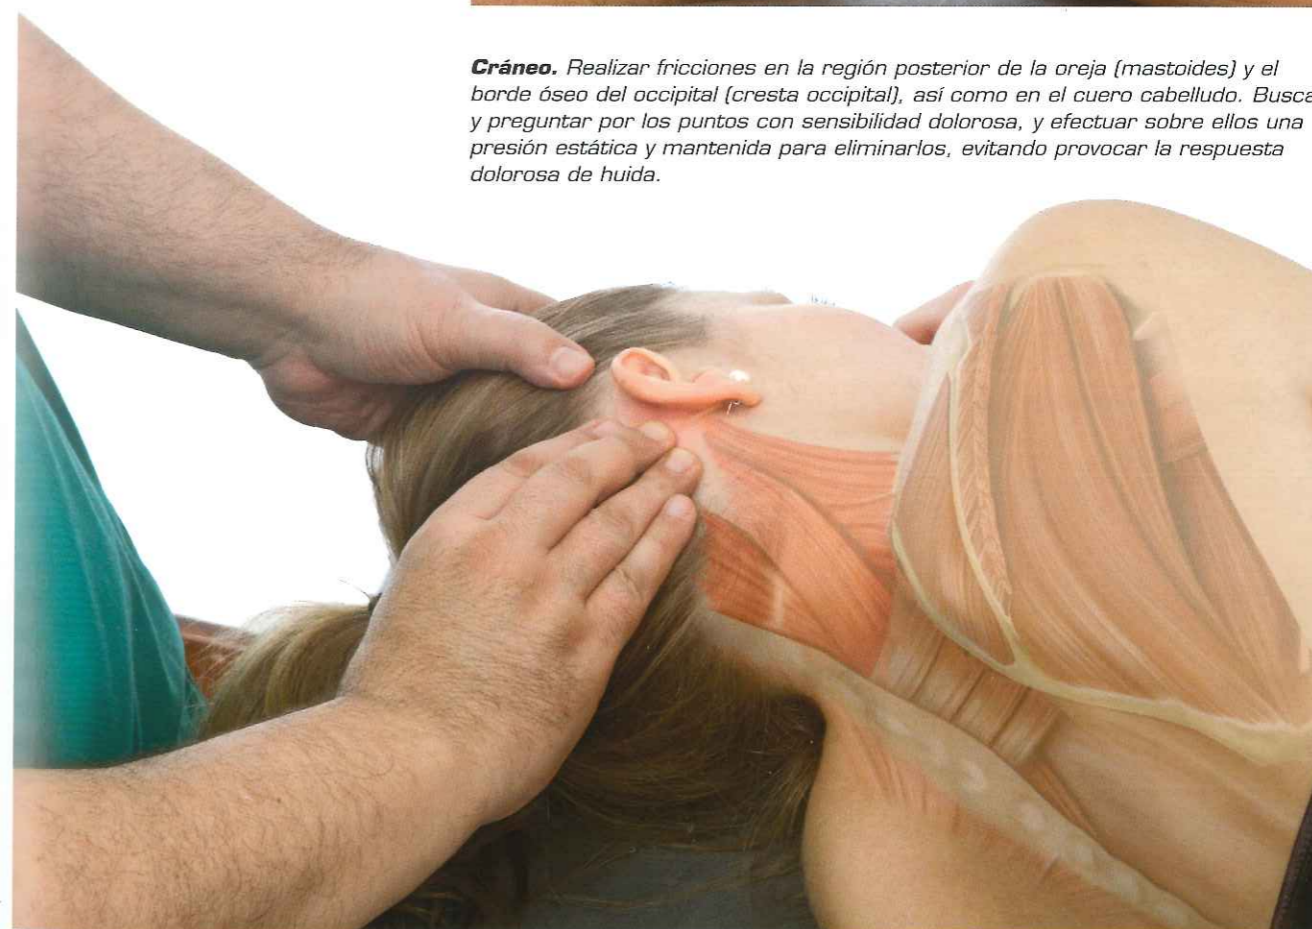 Cráneo. Realizar fricciones en la región posterior de la oreja (mastoides) y el
borde óseo del occipital (cresta occipital), así como en el cuero cabelludo. Busca
y preguntar por los puntos con sensibilidad dolorosa, y efectuar sobre ellos una
presión estática y mantenida para eliminarlos, evitando provocar la respuesta
dolorosa de huida.